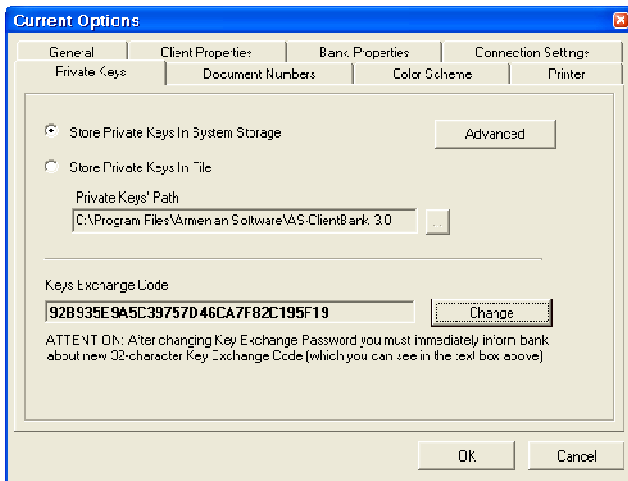 Current Options
General Client Properties Bank Properties Connection Settings
Private Keys Document Numbers Color Scheme Printer
Store Private Keys In System Storage Advanced
Store Private Keys In File
Private Keys' Path
C:\Program Files\Armenian Software\AS-ClientBank 3.0 ...
Keys Exchange Code
92B935E9A5C39757D46CA7F82C195F19 Change
ATTENTION: After changing Key Exchange Password you must immediately inform bank
about new 32-character Key Exchange Code (which you can see in the text box above)
OK Cancel